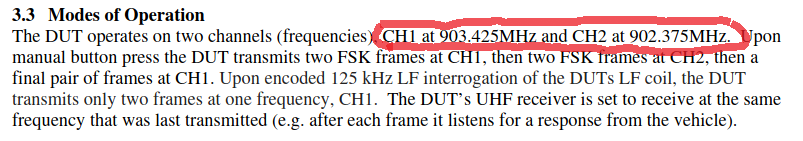 3.3 Modes of Operation
The DUT operates on two channels (frequencies) CH1 at 903.425MHz and CH2 at 902.375MHz. Upon
manual button press the DUT transmits two FSK frames at CH1, then two FSK frames at CH2, then a
final pair of frames at CH1. Upon encoded 125 kHz LF interrogation of the DUTs LF coil, the DUT
transmits only two frames at one frequency, CH1. The DUT's UHF receiver is set to receive at the same
frequency that was last transmitted (e.g. after each frame it listens for a response from the vehicle).